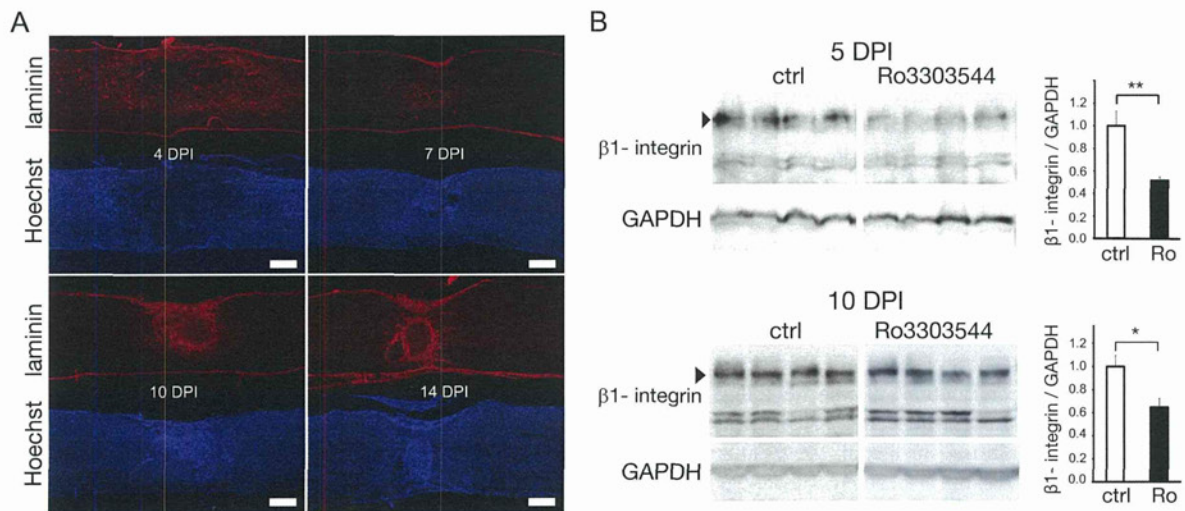 A
laminin
4 DPI
7 DPI
Hoechst
laminin
10 DPI
14 DPI
Hoechst
B
5 DPI
ctrl
Ro3303544
β1- integrin
GAPDH
β1- integrin / GAPDH
**
1.2
1.0
0.8
0.6
0.4
0.2
0.0
ctrl
Ro
10 DPI
ctrl
Ro3303544
β1- integrin
GAPDH
β1- integrin / GAPDH
*
1.2
1.0
0.8
0.6
0.4
0.2
0.0
ctrl
Ro